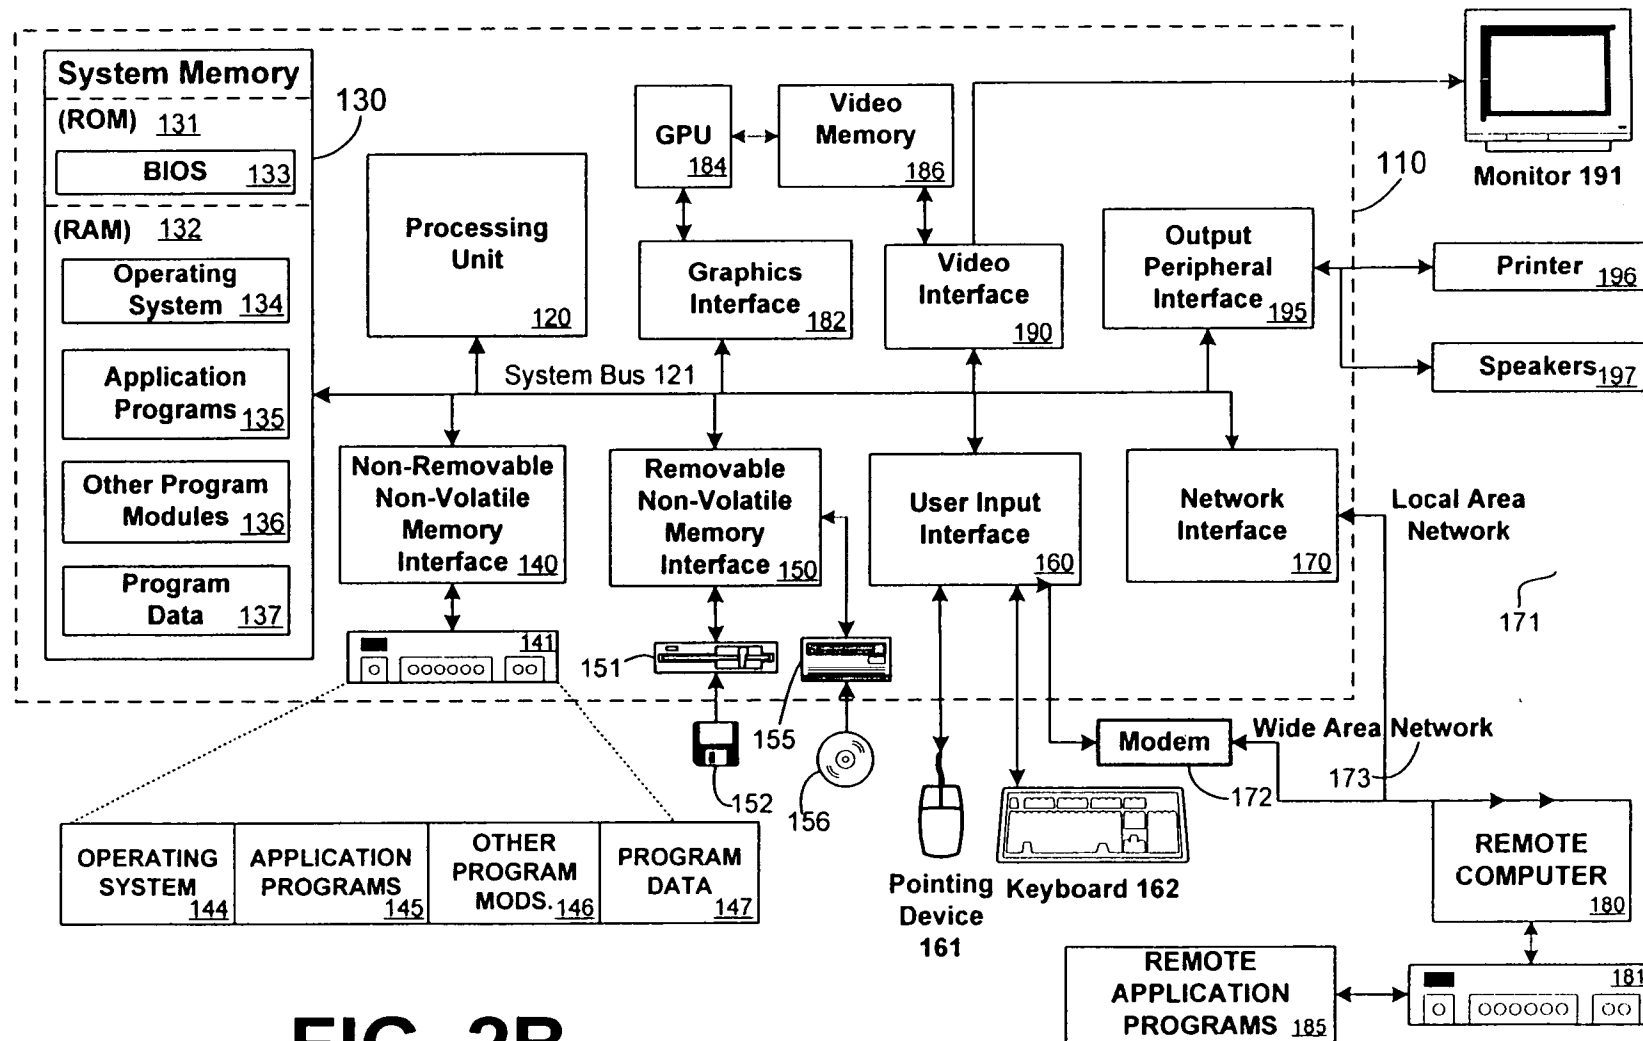 System Memory
(ROM) 131
BIOS 133
(RAM) 132
Operating
System 134
Application
Programs 135
Other Program
Modules 136
Program
Data 137
130
Processing
Unit
120
GPU
184
Video
Memory
186
Graphics
Interface
182
Video
Interface
190
Output
Peripheral
Interface
195
110
Monitor 191
Printer
196
Speakers
197
System Bus 121
Non-Removable
Non-Volatile
Memory
Interface 140
Removable
Non-Volatile
Memory
Interface 150
User Input
Interface
160
Network
Interface
170
Local Area
Network
171
141
151
155
152
156
Modem
172
Wide Area Network
173
OPERATING
SYSTEM 144
APPLICATION
PROGRAMS 145
OTHER
PROGRAM
MODS. 146
PROGRAM
DATA 147
Pointing
Device
161
Keyboard 162
REMOTE
COMPUTER
180
181
REMOTE
APPLICATION
PROGRAMS 185
FIG. 2B